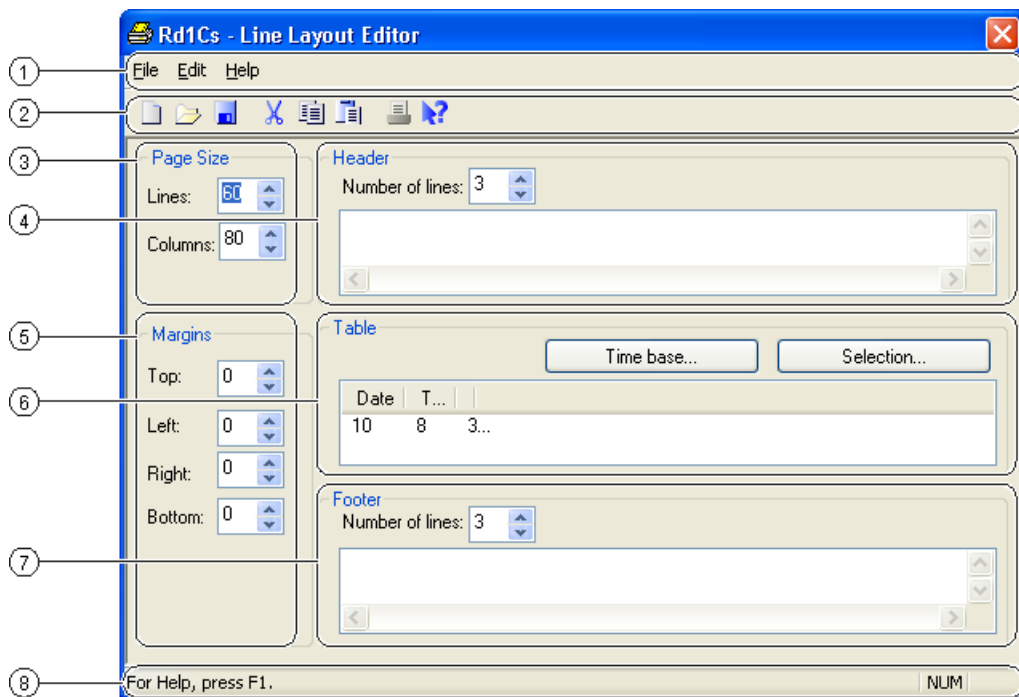 Rd1Cs - Line Layout Editor
1
File Edit Help
2
3
Page Size
Lines: 60
Columns: 80
4
Header
Number of lines: 3
5
Margins
Top: 0
Left: 0
Right: 0
Bottom: 0
6
Table
Time base... Selection...
Date T...
10 8 3...
7
Footer
Number of lines: 3
8
For Help, press F1. NUM